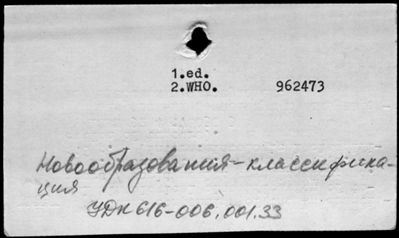 1.ed.
2.WHO. 962473
Новообразования-классифика-
ция
УДК 616-006.001.33